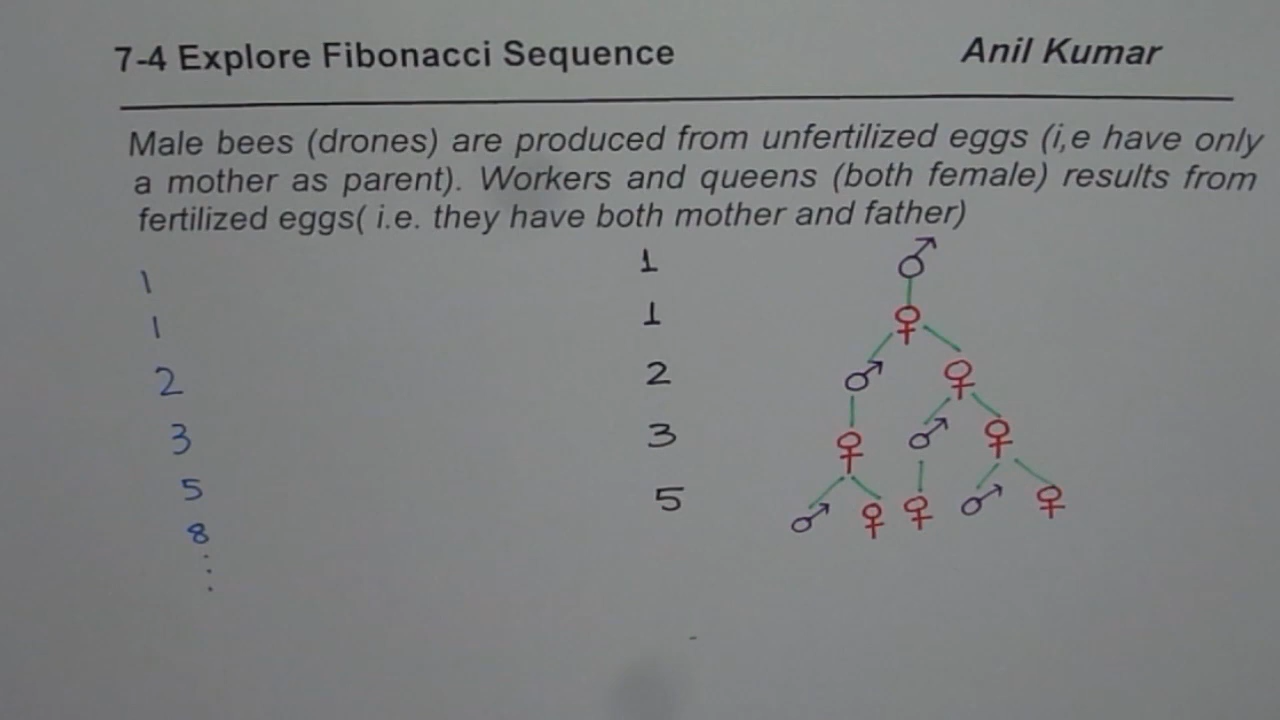 7-4 Explore Fibonacci Sequence Anil Kumar
Male bees (drones) are produced from unfertilized eggs (i,e have only
a mother as parent). Workers and queens (both female) results from
fertilized eggs( i.e. they have both mother and father)
1 1 ♂
1 1 ♀
2 2 ♂ ♀
3 3 ♀ ♂ ♀
5 5 ♂ ♀ ♀ ♂ ♀
8
⋮